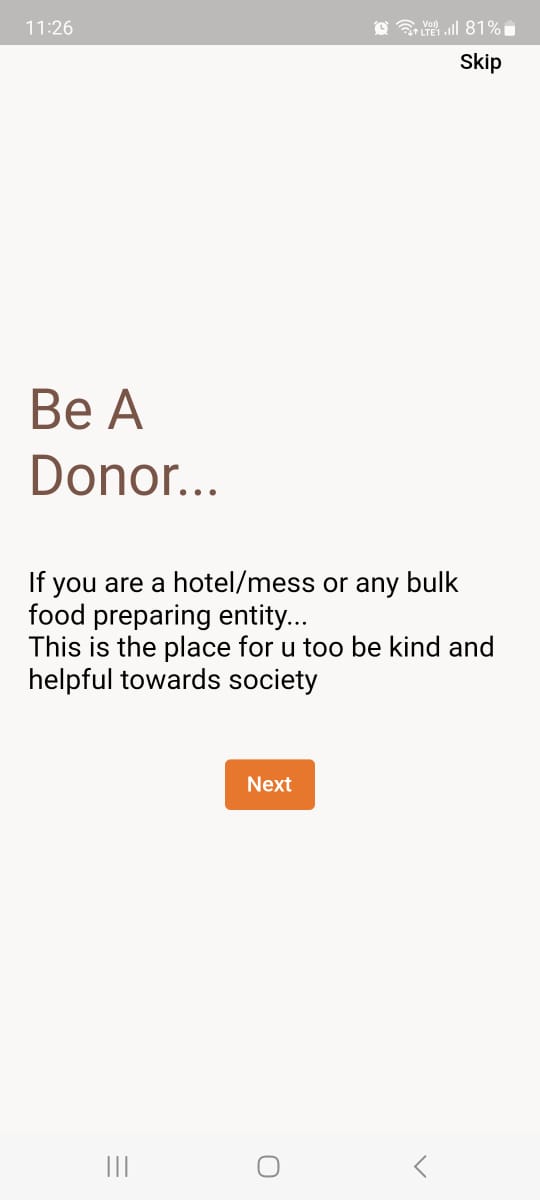 11:26
Vo)) 81%
LTE1
Skip
Be A
Donor...
If you are a hotel/mess or any bulk
food preparing entity...
This is the place for u too be kind and
helpful towards society
Next